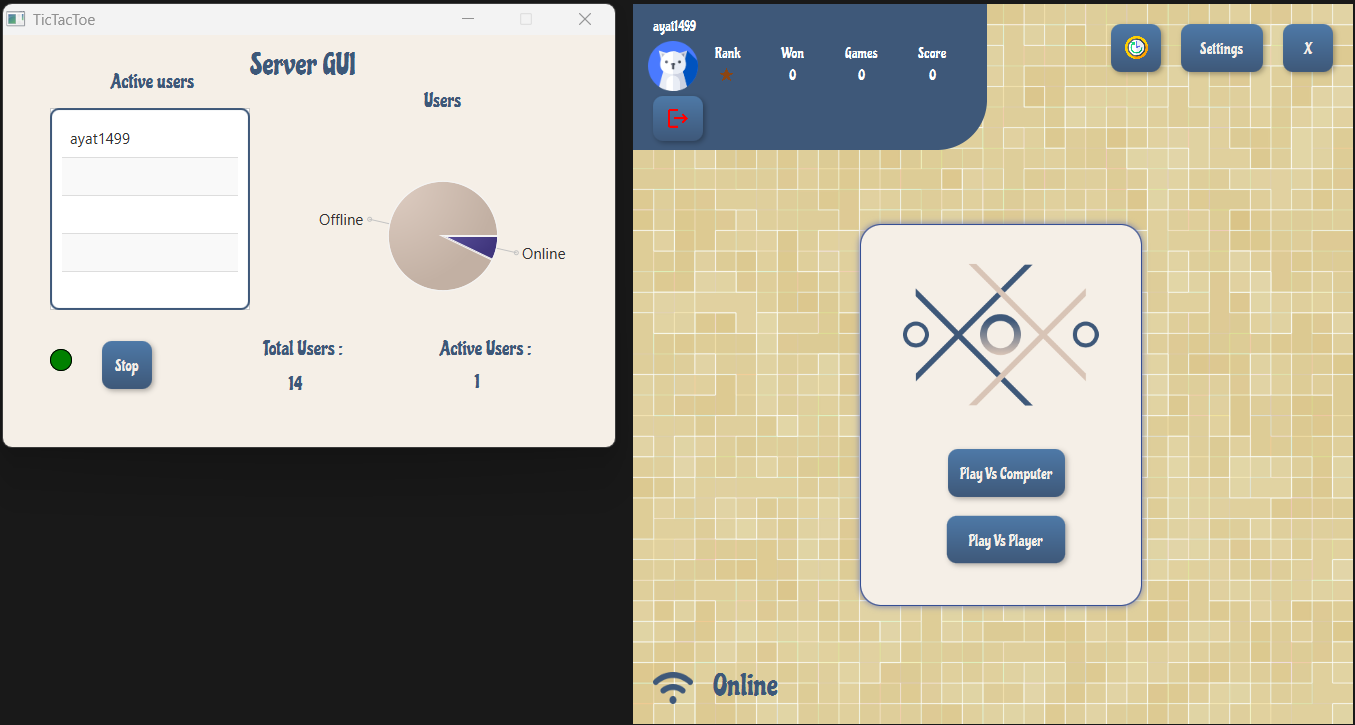 TicTacToe
Server GUI
Active users
Users
ayat1499
Offline
Online
Stop
Total Users :
14
Active Users :
1
ayat1499
Rank
Won
Games
Score
0
0
0
Settings
X
Play Vs Computer
Play Vs Player
Online